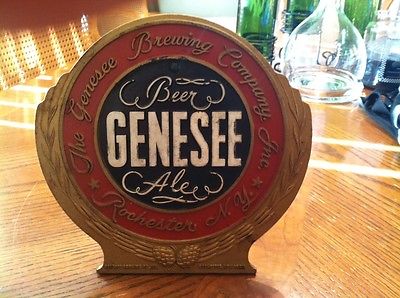 The Genesee Brewing Company, Inc.
Beer
GENESEE
Ale
Rochester N.Y.